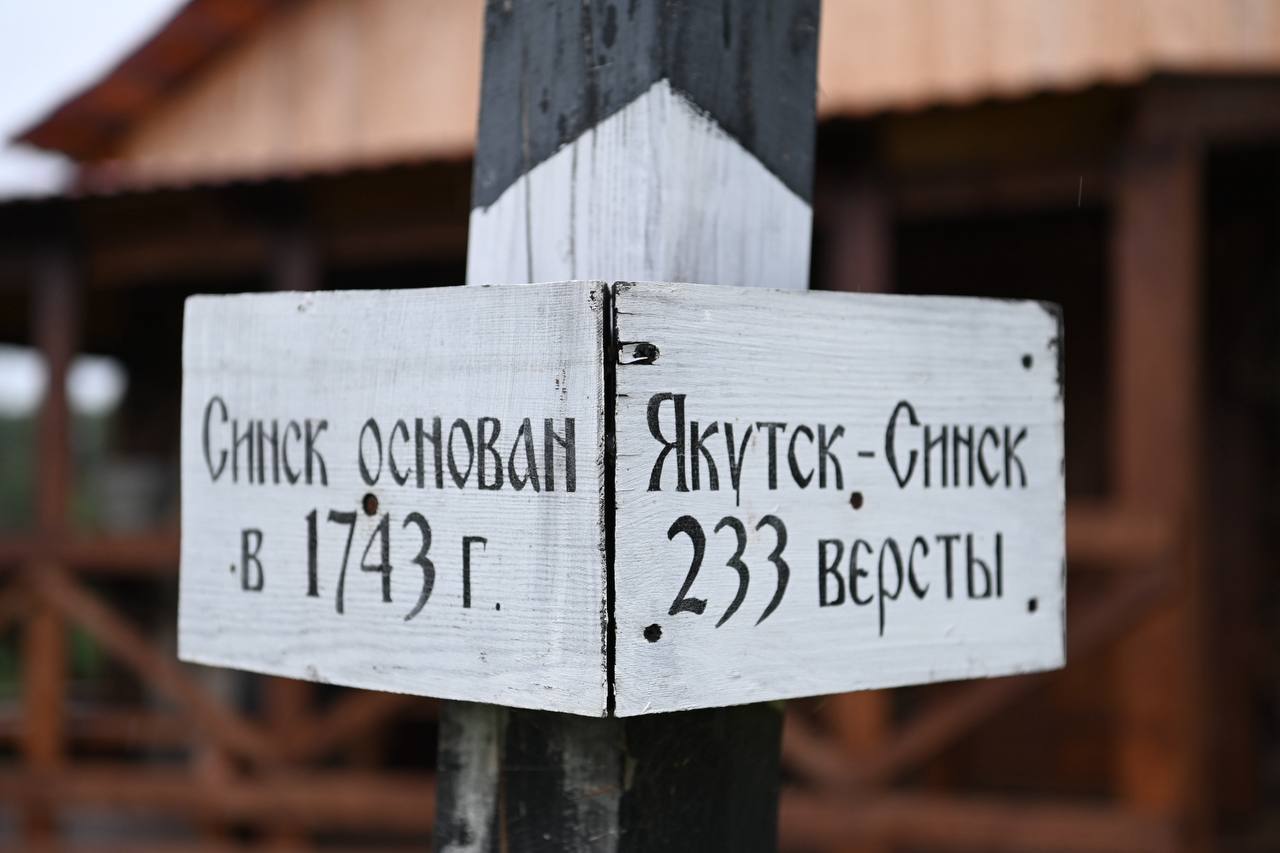 Синск основан
в 1743 г.
Якутск-Синск
233 версты